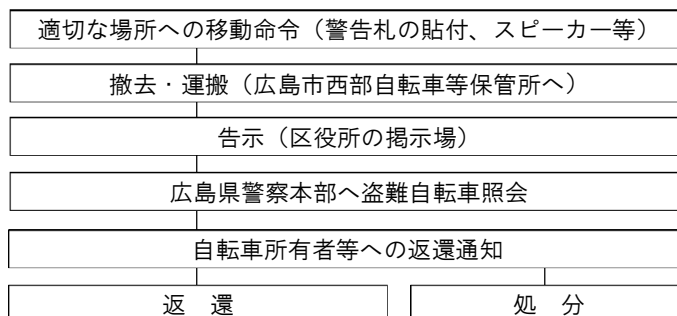 適切な場所への移動命令（警告札の貼付、スピーカー等）
撤去・運搬（広島市西部自転車等保管所へ）
告示（区役所の掲示場）
広島県警察本部へ盗難自転車照会
自転車所有者等への返還通知
返　還
処　分